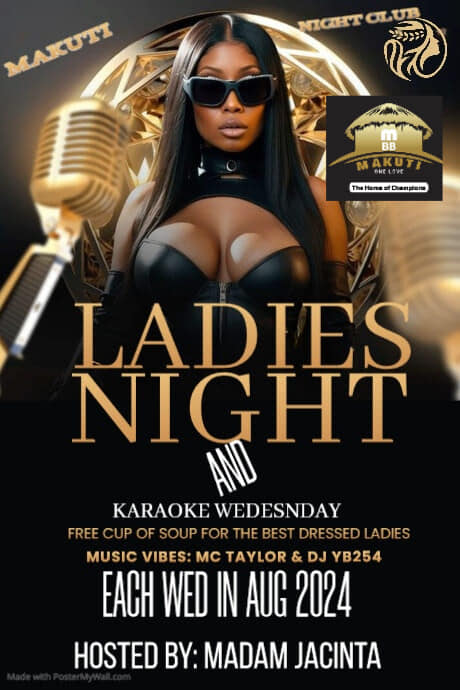 MAKUTI
NIGHT CLUB
M
BB
MAKUTI
ONE LOVE
The Home of Champions
LADIES
NIGHT
AND
KARAOKE WEDESNDAY
FREE CUP OF SOUP FOR THE BEST DRESSED LADIES
MUSIC VIBES: MC TAYLOR & DJ YB254
EACH WED IN AUG 2024
HOSTED BY: MADAM JACINTA
Made with PosterMyWall.com